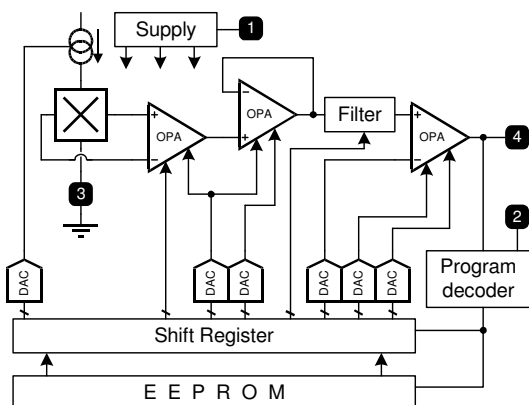 Supply
1
OPA
OPA
Filter
OPA
4
3
2
DAC
DAC
DAC
DAC
DAC
DAC
Program
decoder
Shift Register
E E P R O M
+
−
−
+
+
−